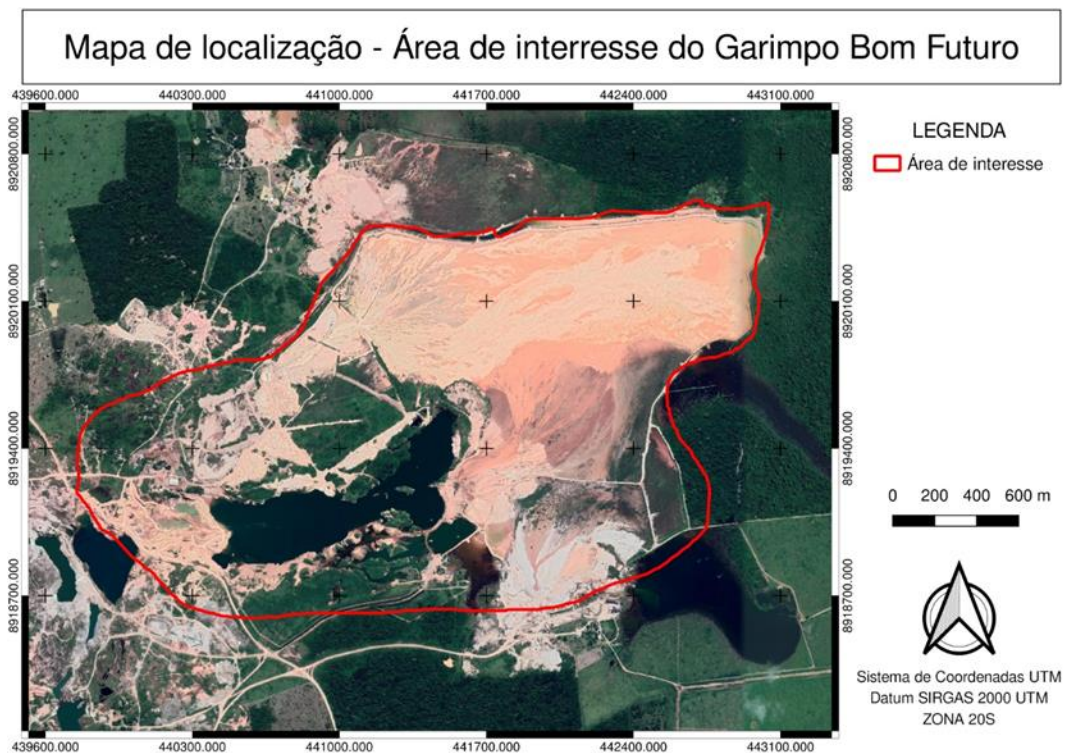 Mapa de localização - Área de interresse do Garimpo Bom Futuro
439600.000 440300.000 441000.000 441700.000 442400.000 443100.000
8920800.000
8920100.000
8919400.000
8918700.000
8920800.000
8920100.000
8919400.000
8918700.000
439600.000 440300.000 441000.000 441700.000 442400.000 443100.000
LEGENDA
Área de interesse
0 200 400 600 m
Sistema de Coordenadas UTM
Datum SIRGAS 2000 UTM
ZONA 20S